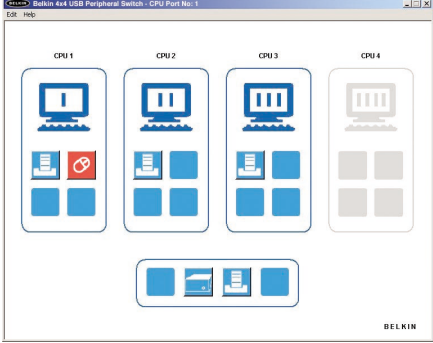 BELKIN Belkin 4x4 USB Peripheral Switch - CPU Port No: 1
Edit Help
CPU 1 CPU 2 CPU 3 CPU 4
BELKIN